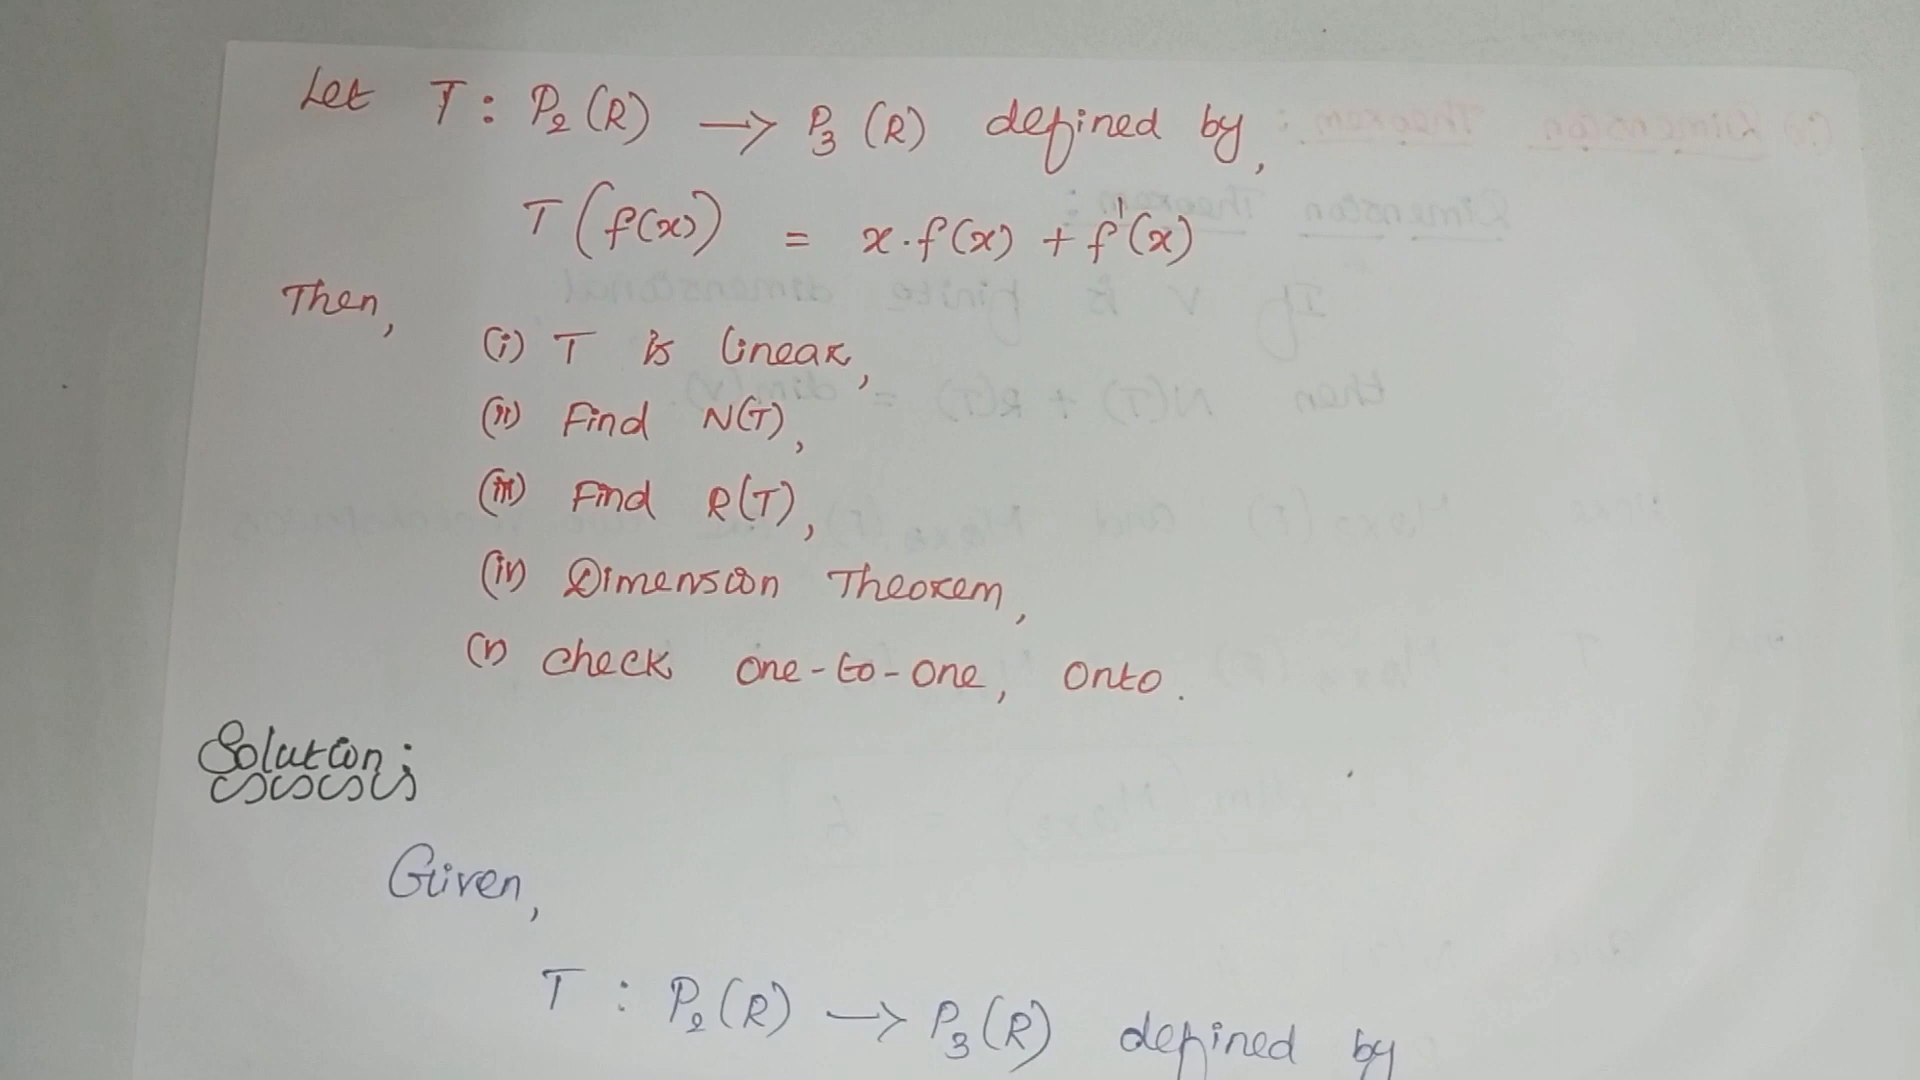 Let T : P₂(R) → P₃(R) defined by,
T(f(x)) = x.f(x) + f'(x)
Then,
(i) T is linear,
(ii) Find N(T),
(iii) Find R(T),
(iv) Dimension Theorem,
(v) check one-to-one, onto.
Solution:
Given,
T : P₂(R) → P₃(R) defined by